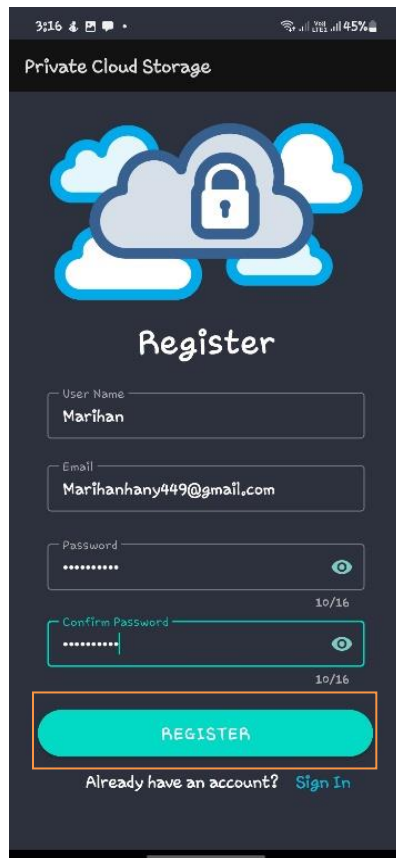 3:16
45%
Private Cloud Storage
Register
User Name
Marihan
Email
Marihanhany449@gmail.com
Password
••••••••••
10/16
Confirm Password
••••••••••
10/16
REGISTER
Already have an account? Sign In